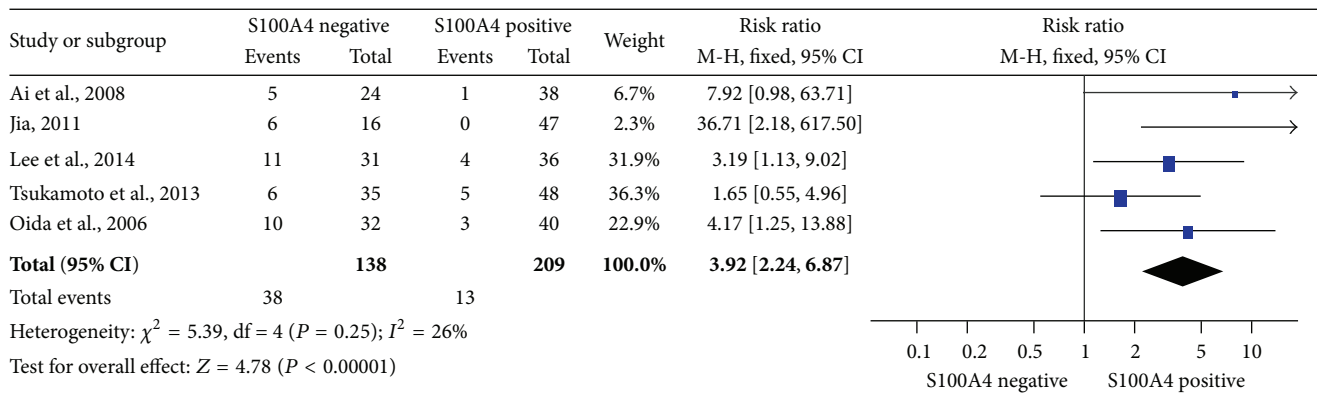 Study or subgroup S100A4 negative S100A4 positive Weight Risk ratio Risk ratio
Events Total Events Total M-H, fixed, 95% CI M-H, fixed, 95% CI
Ai et al., 2008 5 24 1 38 6.7% 7.92 [0.98, 63.71]
Jia, 2011 6 16 0 47 2.3% 36.71 [2.18, 617.50]
Lee et al., 2014 11 31 4 36 31.9% 3.19 [1.13, 9.02]
Tsukamoto et al., 2013 6 35 5 48 36.3% 1.65 [0.55, 4.96]
Oida et al., 2006 10 32 3 40 22.9% 4.17 [1.25, 13.88]
Total (95% CI) 138 209 100.0% 3.92 [2.24, 6.87]
Total events 38 13
Heterogeneity: χ² = 5.39, df = 4 (P = 0.25); I² = 26%
Test for overall effect: Z = 4.78 (P < 0.00001)
0.1 0.2 0.5 1 2 5 10
S100A4 negative S100A4 positive